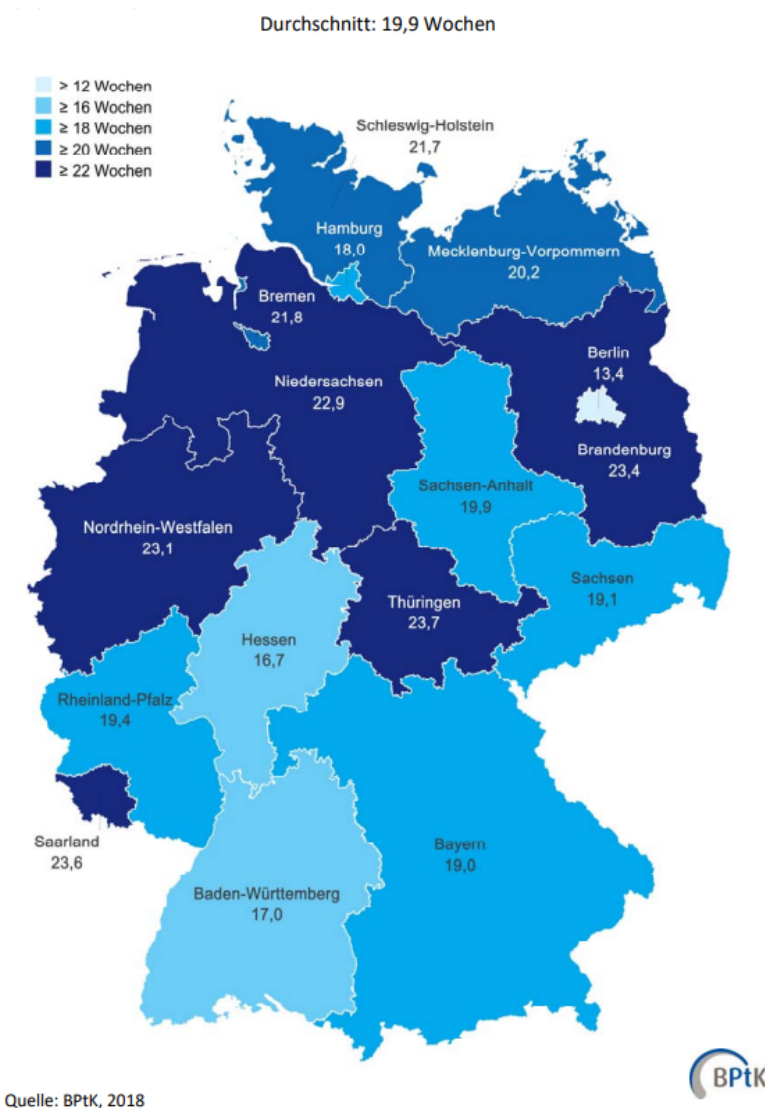 Durchschnitt: 19,9 Wochen
> 12 Wochen
≥ 16 Wochen
≥ 18 Wochen
≥ 20 Wochen
≥ 22 Wochen
Schleswig-Holstein
21,7
Hamburg
18,0
Mecklenburg-Vorpommern
20,2
Bremen
21,8
Berlin
13,4
Niedersachsen
22,9
Brandenburg
23,4
Sachsen-Anhalt
19,9
Nordrhein-Westfalen
23,1
Sachsen
19,1
Thüringen
23,7
Hessen
16,7
Rheinland-Pfalz
19,4
Saarland
23,6
Bayern
19,0
Baden-Württemberg
17,0
BPtK
Quelle: BPtK, 2018